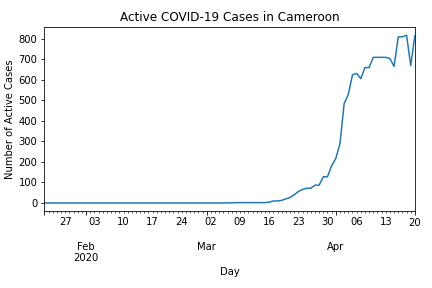 Active COVID-19 Cases in Cameroon
Number of Active Cases
800
700
600
500
400
300
200
100
0
27 03 10 17 24 02 09 16 23 30 06 13 20
Feb Mar Apr
2020
Day